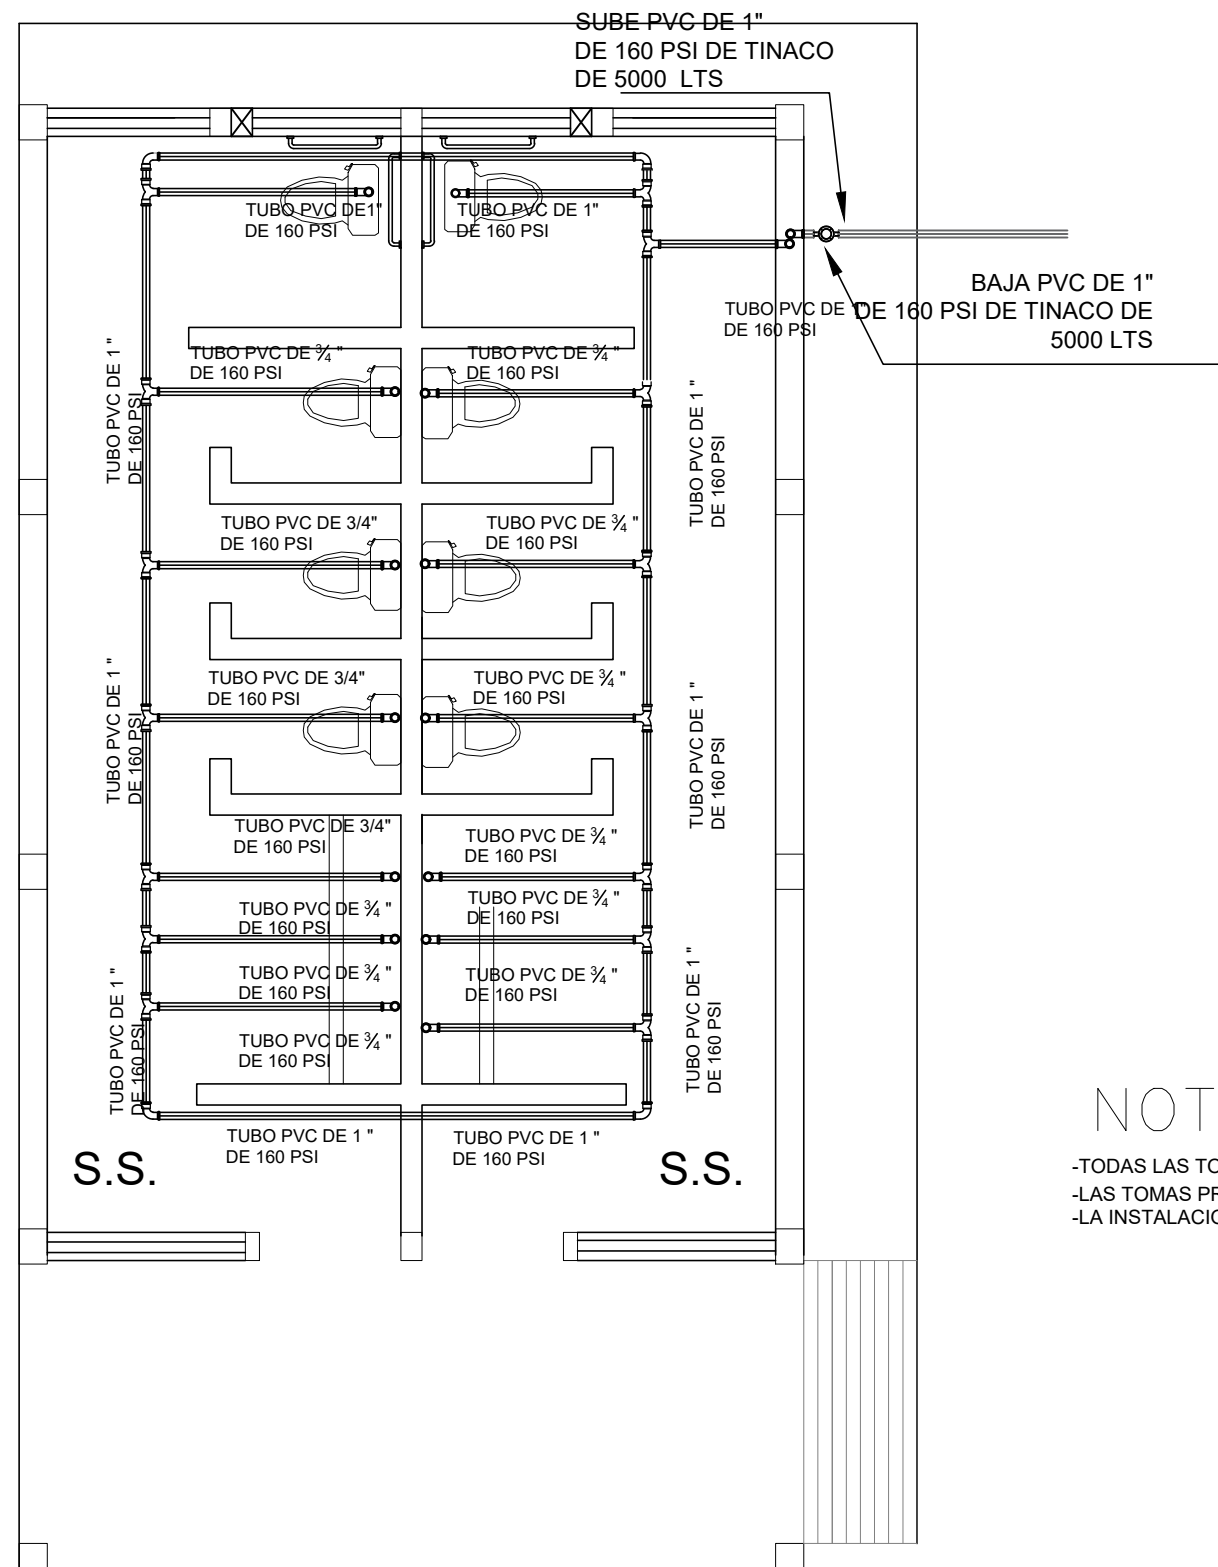 SUBE PVC DE 1"
DE 160 PSI DE TINACO
DE 5000 LTS
TUBO PVC DE1"
DE 160 PSI
TUBO PVC DE 1"
DE 160 PSI
BAJA PVC DE 1"
DE 160 PSI DE TINACO DE
5000 LTS
TUBO PVC DE 1"
DE 160 PSI
TUBO PVC DE ¾ "
DE 160 PSI
TUBO PVC DE ¾ "
DE 160 PSI
TUBO PVC DE 1 "
DE 160 PSI
TUBO PVC DE 1 "
DE 160 PSI
TUBO PVC DE 3/4"
DE 160 PSI
TUBO PVC DE ¾ "
DE 160 PSI
TUBO PVC DE 3/4"
DE 160 PSI
TUBO PVC DE ¾ "
DE 160 PSI
TUBO PVC DE 1 "
DE 160 PSI
TUBO PVC DE 1 "
DE 160 PSI
TUBO PVC DE 3/4"
DE 160 PSI
TUBO PVC DE ¾ "
DE 160 PSI
TUBO PVC DE ¾ "
DE 160 PSI
TUBO PVC DE ¾ "
DE 160 PSI
TUBO PVC DE ¾ "
DE 160 PSI
TUBO PVC DE ¾ "
DE 160 PSI
TUBO PVC DE 1 "
DE 160 PSI
TUBO PVC DE 1 "
DE 160 PSI
TUBO PVC DE ¾ "
DE 160 PSI
TUBO PVC DE 1 "
DE 160 PSI
TUBO PVC DE 1 "
DE 160 PSI
S.S.
S.S.
NOT
-TODAS LAS TO
-LAS TOMAS PR
-LA INSTALACIO